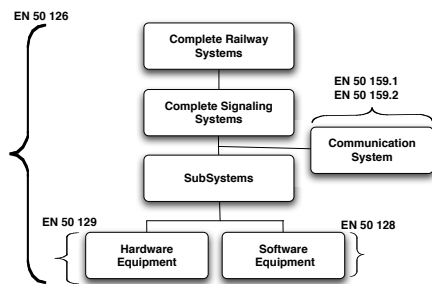 EN 50 126
Complete Railway
Systems
EN 50 159.1
EN 50 159.2
Complete Signaling
Systems
Communication
System
SubSystems
EN 50 129
EN 50 128
Hardware
Equipment
Software
Equipment